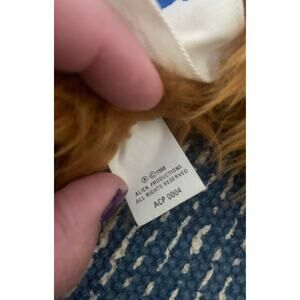 ® © 1986
ALIEN PRODUCTIONS
ALL RIGHTS RESERVED
ACP 0004